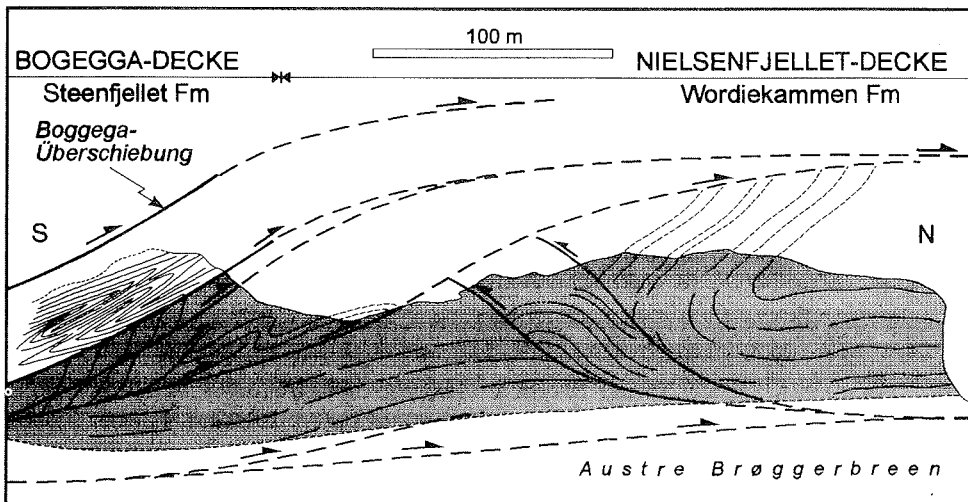 100 m
BOGEGGA-DECKE
NIELSENFJELLET-DECKE
Steenfjellet Fm
Wordiekammen Fm
Boggega-
Überschiebung
S
N
Austre Brøggerbreen